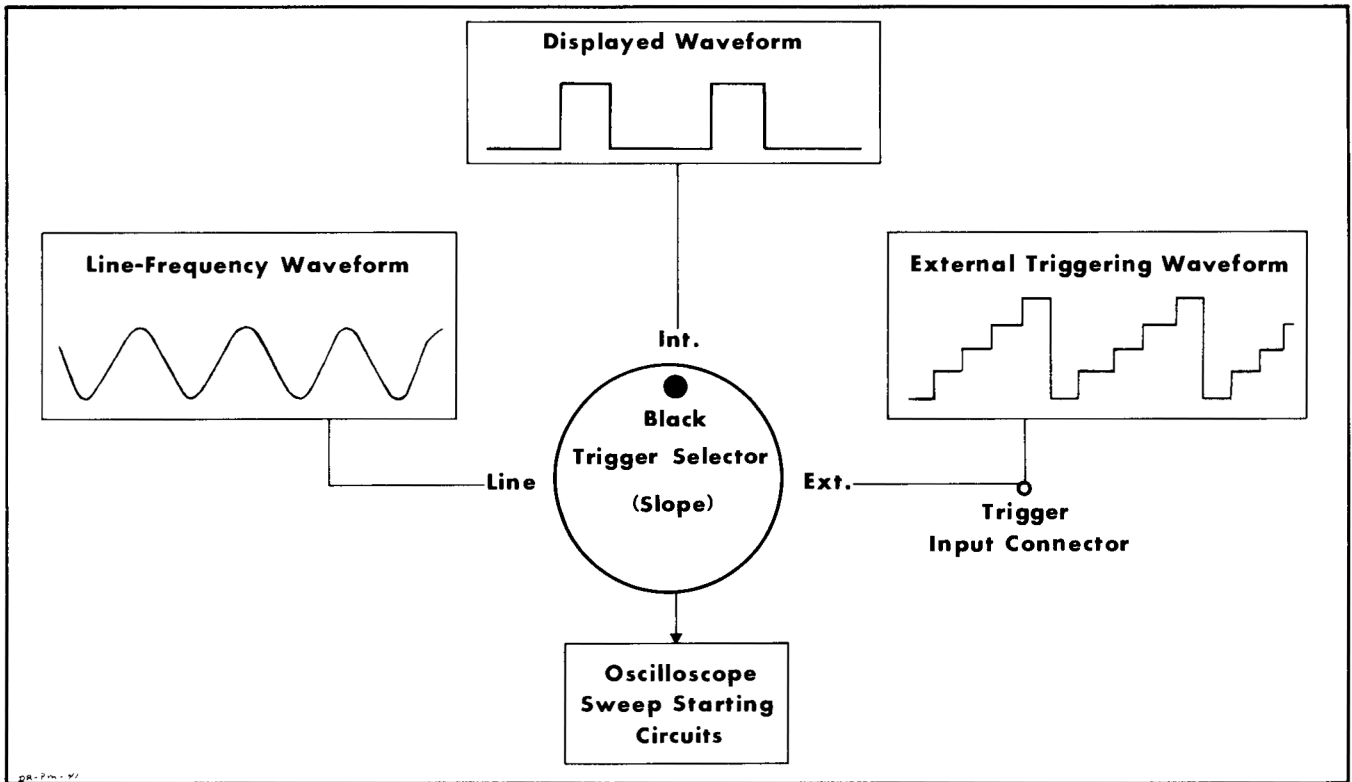 Displayed Waveform
Line-Frequency Waveform
External Triggering Waveform
Int.
Black
Trigger Selector
(Slope)
Line
Ext.
Trigger
Input Connector
Oscilloscope
Sweep Starting
Circuits